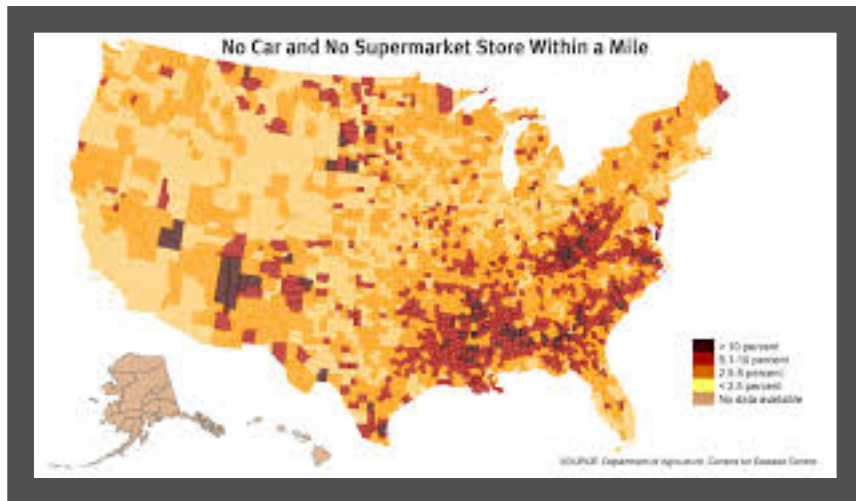 No Car and No Supermarket Store Within a Mile
> 10 percent
5.1-10 percent
2.5-5 percent
< 2.5 percent
No data available
SOURCE: Department of Agriculture, Centers for Disease Control